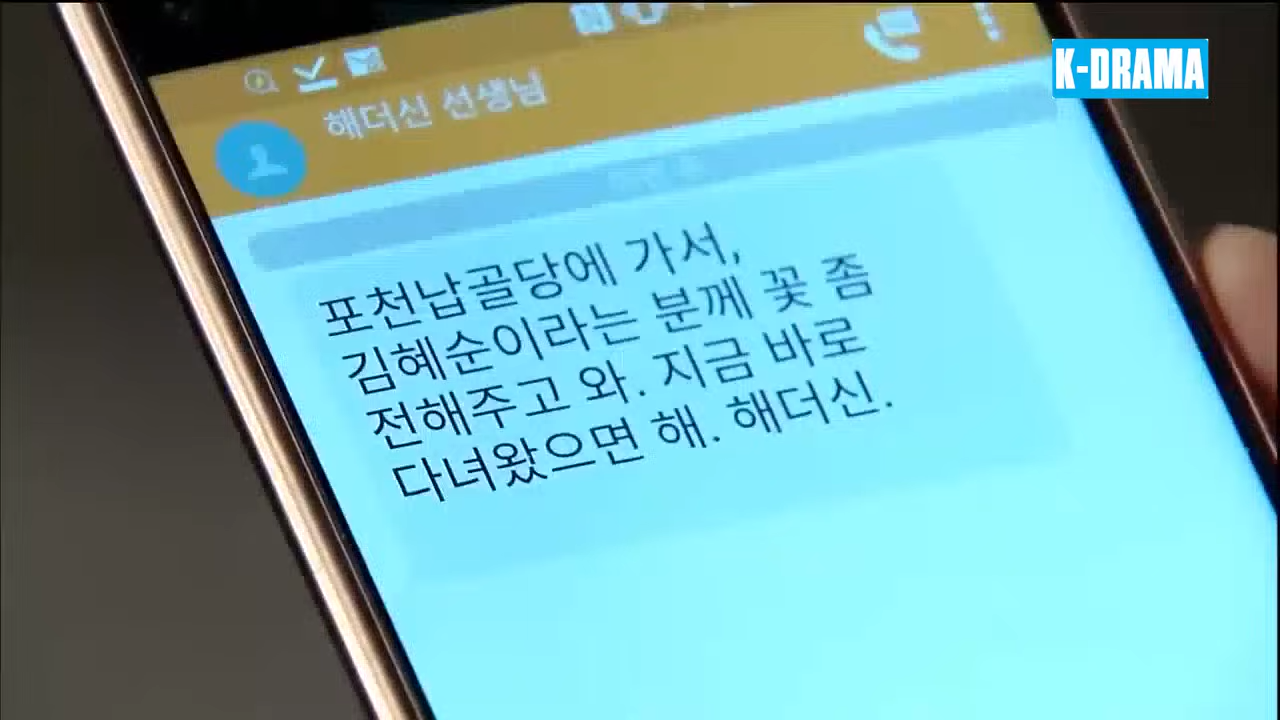 K-DRAMA
해더신 선생님
포천납골당에 가서,
김혜순이라는 분께 꽃 좀
전해주고 와. 지금 바로
다녀왔으면 해. 해더신.